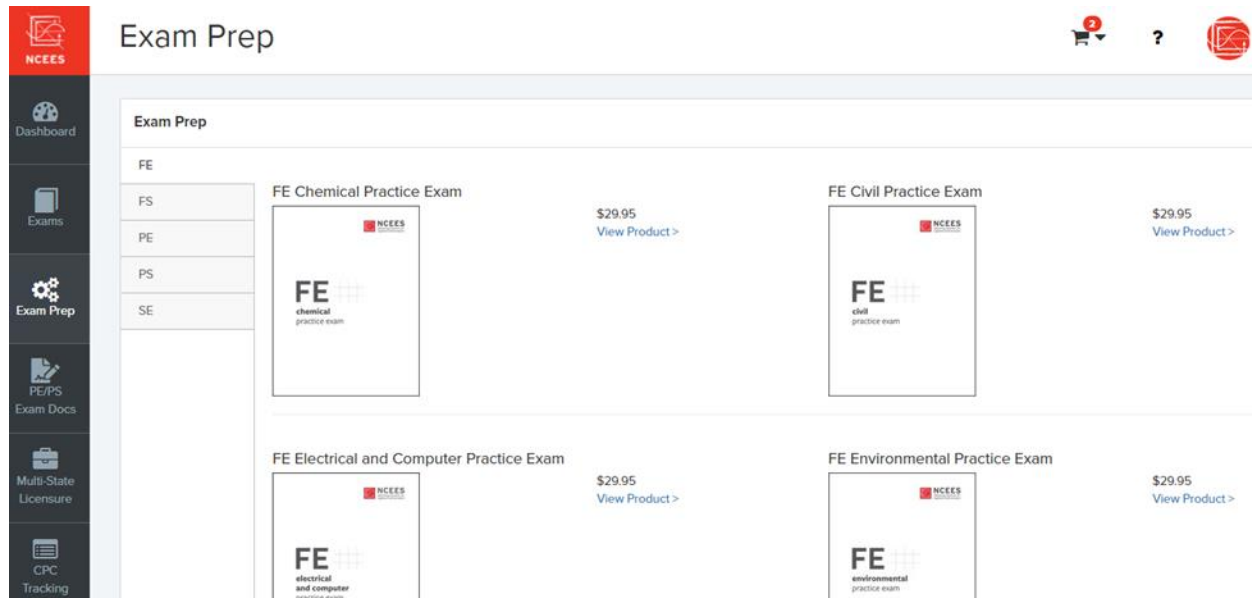 NCEES
Exam Prep
2
?
Dashboard
Exams
Exam Prep
PE/PS
Exam Docs
Multi-State
Licensure
CPC
Tracking
Exam Prep
FE
FS
PE
PS
SE
FE Chemical Practice Exam
NCEES
FE
chemical
practice exam
$29.95
View Product >
FE Civil Practice Exam
NCEES
FE
civil
practice exam
$29.95
View Product >
FE Electrical and Computer Practice Exam
NCEES
FE
electrical
and computer
practice exam
$29.95
View Product >
FE Environmental Practice Exam
NCEES
FE
environmental
practice exam
$29.95
View Product >